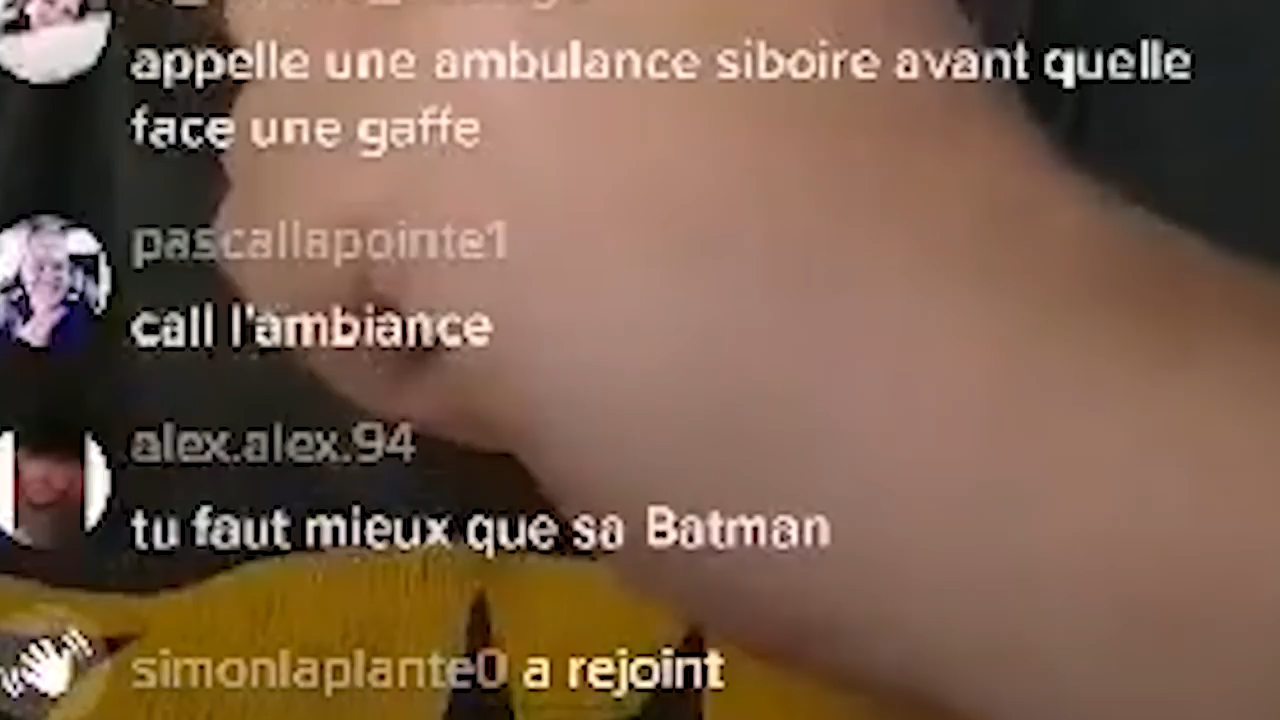 appelle une ambulance siboire avant quelle
face une gaffe
pascallapointe1
call l'ambiance
alex.alex.94
tu faut mieux que sa Batman
simonlaplante0 a rejoint